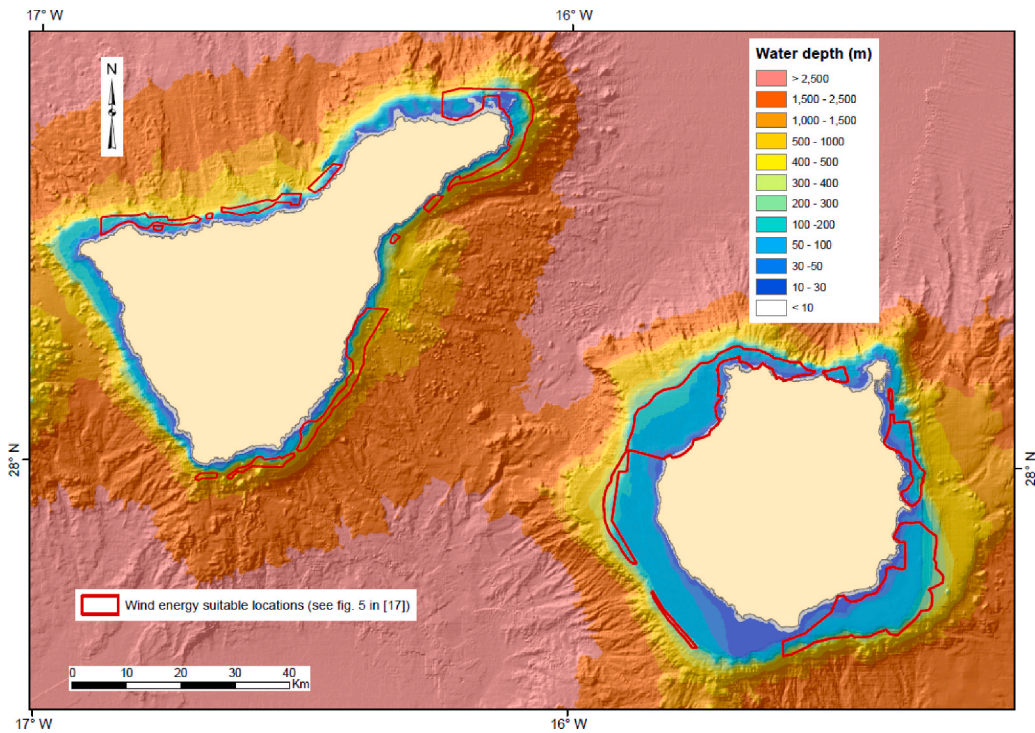 17° W
16° W
N
Water depth (m)
> 2,500
1,500 - 2,500
1,000 - 1,500
500 - 1000
400 - 500
300 - 400
200 - 300
100 -200
50 - 100
30 -50
10 - 30
< 10
28° N
28° N
Wind energy suitable locations (see fig. 5 in [17])
0 10 20 30 40
Km
17° W
16° W